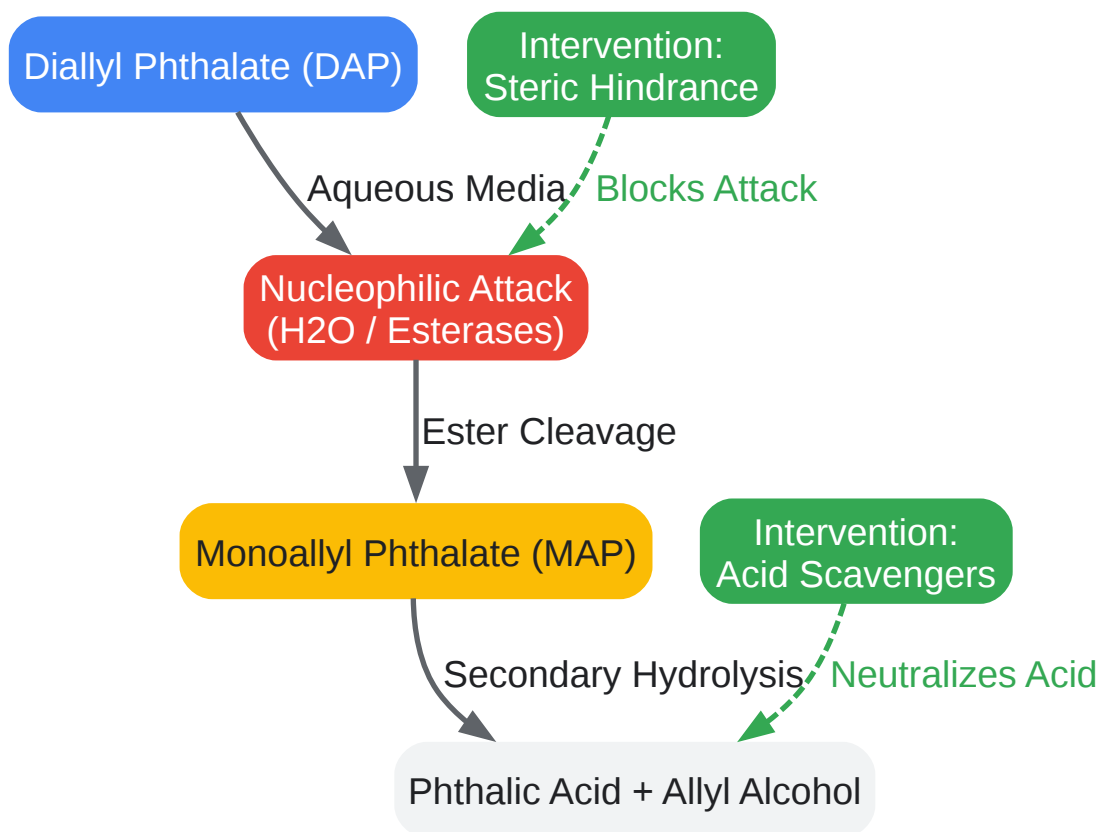 Diallyl Phthalate (DAP)
Intervention:
Steric Hindrance
Aqueous Media
Blocks Attack
Nucleophilic Attack
(H2O / Esterases)
Ester Cleavage
Monoallyl Phthalate (MAP)
Intervention:
Acid Scavengers
Secondary Hydrolysis
Neutralizes Acid
Phthalic Acid + Allyl Alcohol